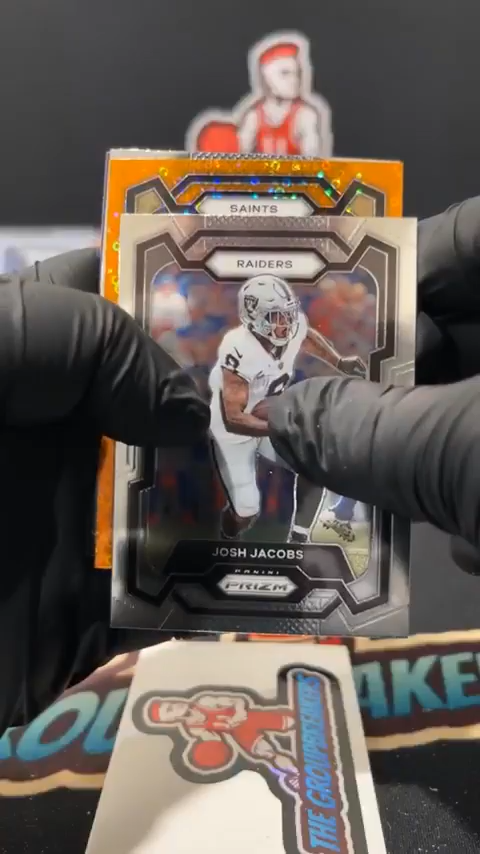 SAINTS
RAIDERS
JOSH JACOBS
PANINI
PRIZM
THE GROUPBREAKERS